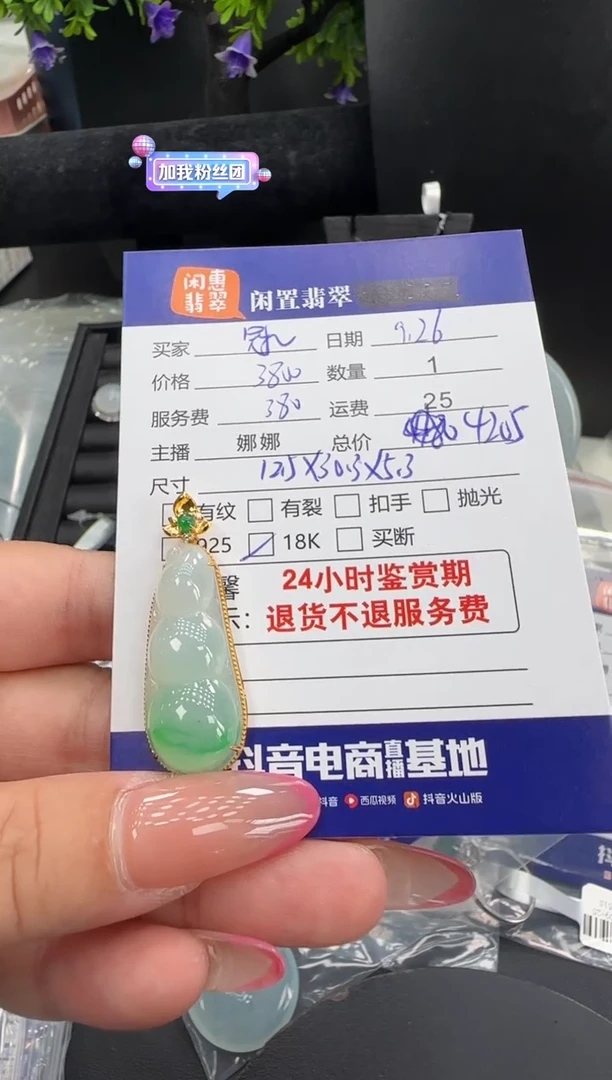 加我粉丝团
闲惠
翡翠
闲置翡翠
买家 日期 9.26
价格 3800 数量 1
服务费 380 运费 25
主播 娜娜 总价 4205
尺寸 12.5X30.3X5.3
有纹 有裂 扣手 抛光
925 18K 买断
馨 24小时鉴赏期
示: 退货不退服务费
抖音电商直播基地
抖音 西瓜视频 抖音火山版